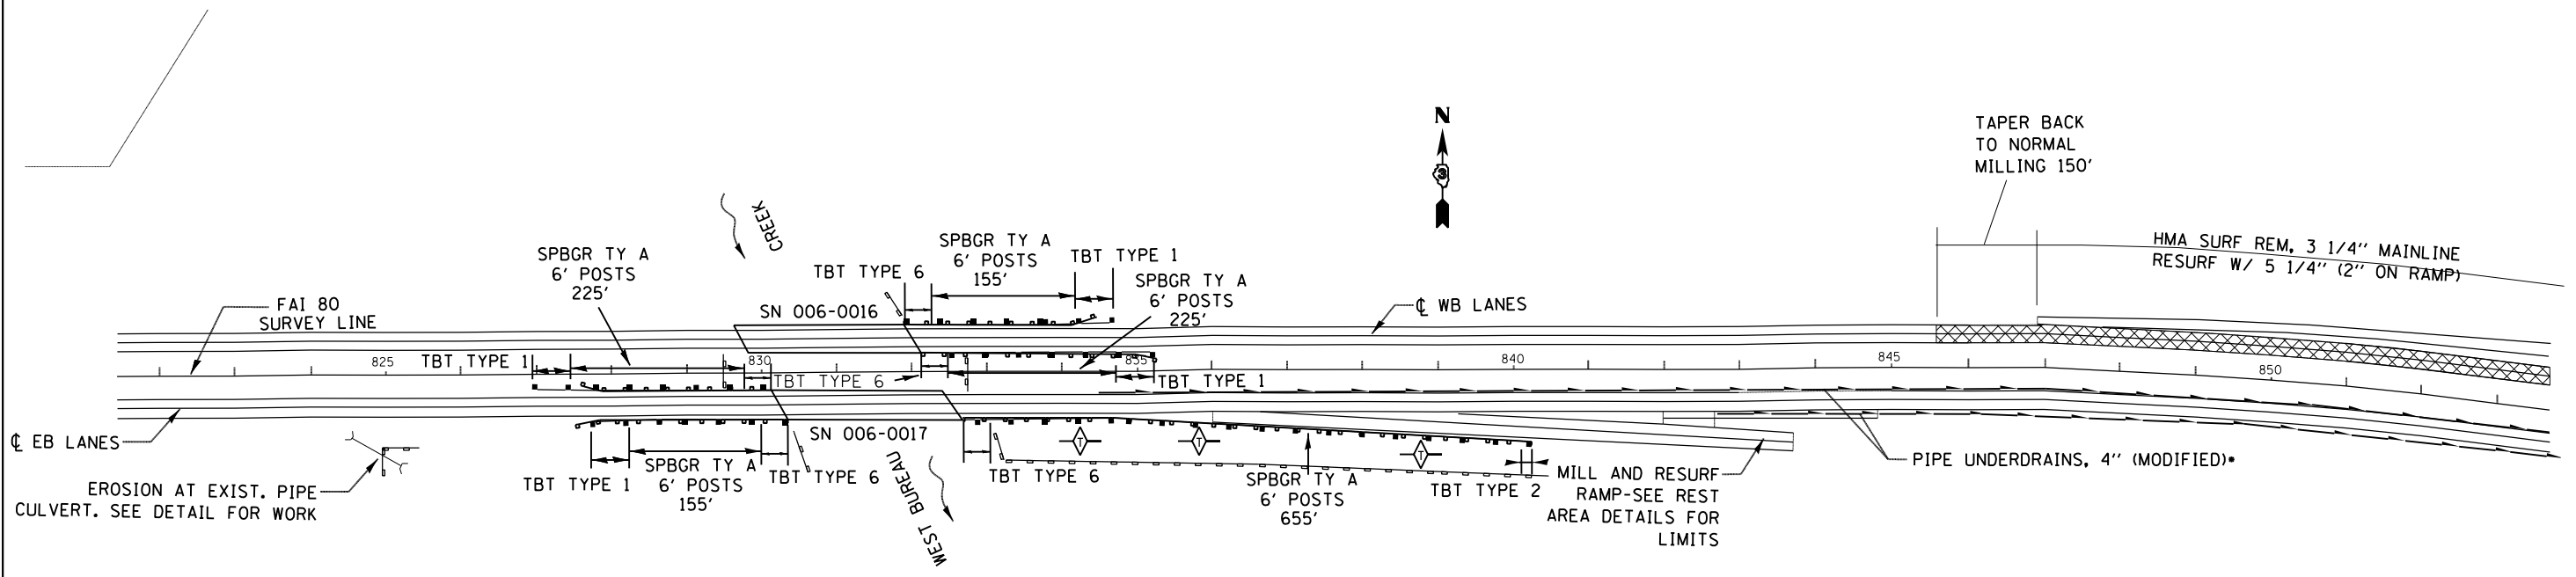 TAPER BACK
TO NORMAL
MILLING 150'
N
3
HMA SURF REM, 3 1/4" MAINLINE
RESURF W/ 5 1/4" (2" ON RAMP)
CREEK
SPBGR TY A
6' POSTS
225'
TBT TYPE 6
SPBGR TY A
6' POSTS
155'
TBT TYPE 1
SPBGR TY A
6' POSTS
225'
FAI 80
SURVEY LINE
SN 006-0016
℄ WB LANES
825
TBT TYPE 1
830
TBT TYPE 6
835
TBT TYPE 1
840
845
850
℄ EB LANES
EROSION AT EXIST. PIPE
CULVERT. SEE DETAIL FOR WORK
TBT TYPE 1
SPBGR TY A
6' POSTS
155'
TBT TYPE 6
SN 006-0017
WEST BUREAU
TBT TYPE 6
T
T
T
SPBGR TY A
6' POSTS
655'
TBT TYPE 2
MILL AND RESURF
RAMP-SEE REST
AREA DETAILS FOR
LIMITS
PIPE UNDERDRAINS, 4" (MODIFIED)*